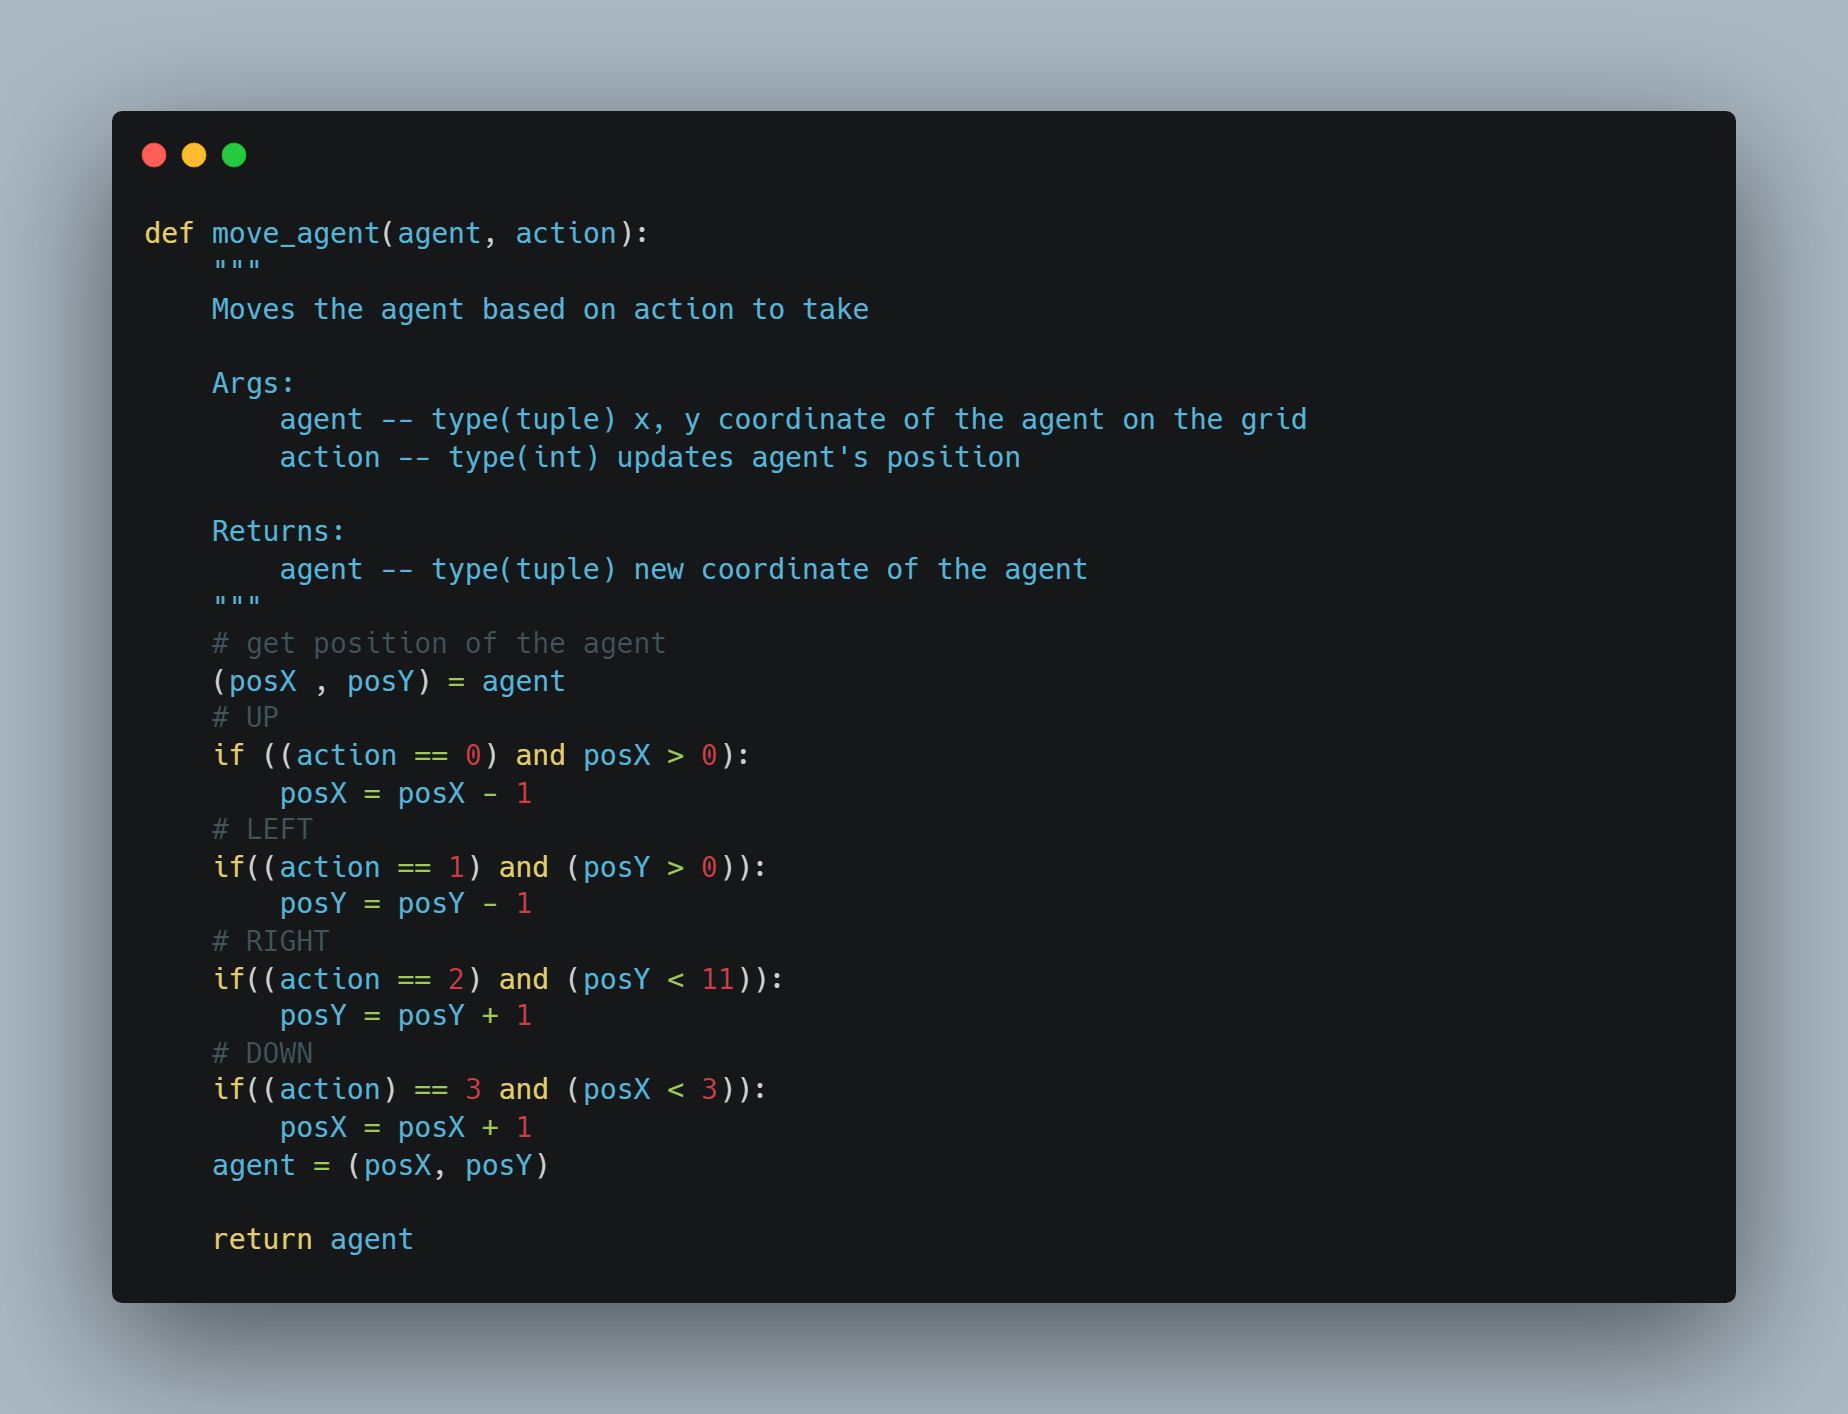 def move_agent(agent, action):
    """
    Moves the agent based on action to take

    Args:
        agent -- type(tuple) x, y coordinate of the agent on the grid
        action -- type(int) updates agent's position

    Returns:
        agent -- type(tuple) new coordinate of the agent
    """
    # get position of the agent
    (posX , posY) = agent
    # UP
    if ((action == 0) and posX > 0):
        posX = posX - 1
    # LEFT
    if((action == 1) and (posY > 0)):
        posY = posY - 1
    # RIGHT
    if((action == 2) and (posY < 11)):
        posY = posY + 1
    # DOWN
    if((action) == 3 and (posX < 3)):
        posX = posX + 1
    agent = (posX, posY)

    return agent